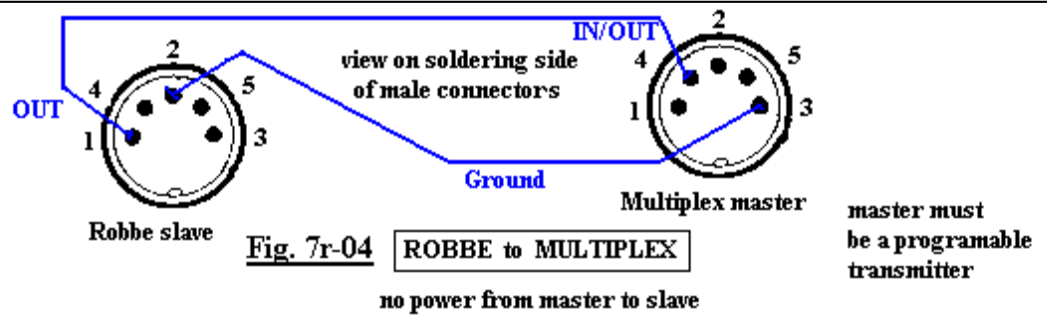 IN/OUT
2
4
5
1
3
view on soldering side
of male connectors
2
4
5
OUT
1
3
Ground
Robbe slave
Multiplex master
master must
be a programable
transmitter
Fig. 7r-04
ROBBE to MULTIPLEX
no power from master to slave